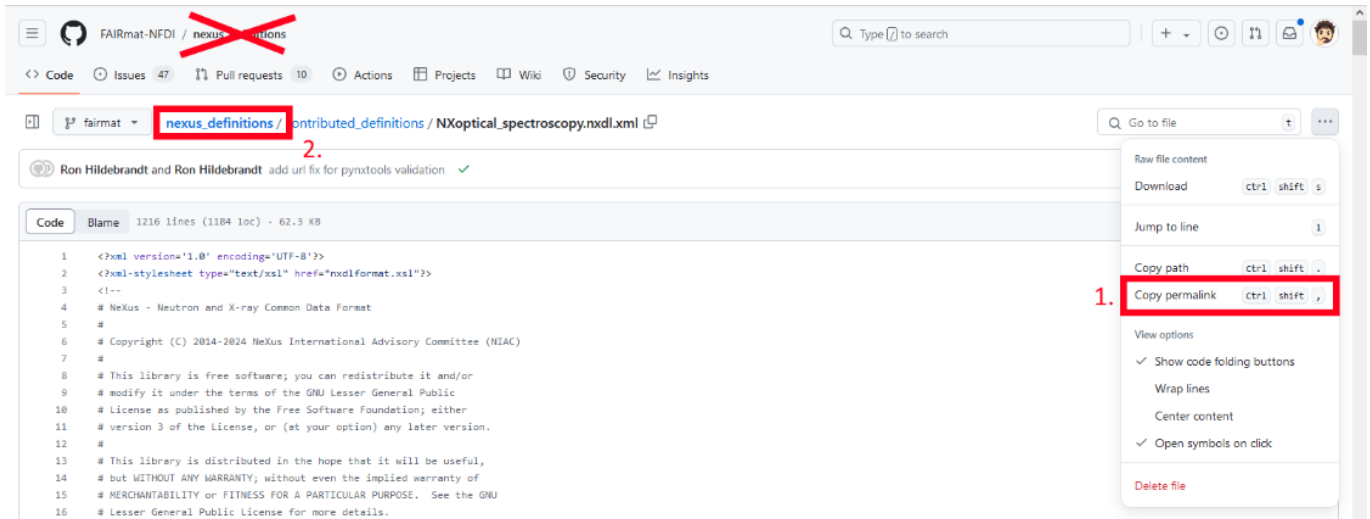 FAIRmat-NFDI / nexus_definitions
Type / to search
Code Issues 47 Pull requests 10 Actions Projects Wiki Security Insights
fairmat nexus_definitions / contributed_definitions / NXoptical_spectroscopy.nxdl.xml
Go to file t
2.
Ron Hildebrandt and Ron Hildebrandt add url fix for pynxtools validation
Code Blame 1216 lines (1184 loc) · 62.3 KB
1 <?xml version='1.0' encoding='UTF-8'?>
2 <?xml-stylesheet type="text/xsl" href="nxdlformat.xsl"?>
3 <!--
4 # NeXus - Neutron and X-ray Common Data Format
5 #
6 # Copyright (C) 2014-2024 NeXus International Advisory Committee (NIAC)
7 #
8 # This library is free software; you can redistribute it and/or
9 # modify it under the terms of the GNU Lesser General Public
10 # License as published by the Free Software Foundation; either
11 # version 3 of the License, or (at your option) any later version.
12 #
13 # This library is distributed in the hope that it will be useful,
14 # but WITHOUT ANY WARRANTY; without even the implied warranty of
15 # MERCHANTABILITY or FITNESS FOR A PARTICULAR PURPOSE. See the GNU
16 # Lesser General Public License for more details.
Raw file content
Download Ctrl shift s
Jump to line l
Copy path Ctrl shift .
1. Copy permalink Ctrl shift ,
View options
Show code folding buttons
Wrap lines
Center content
Open symbols on click
Delete file